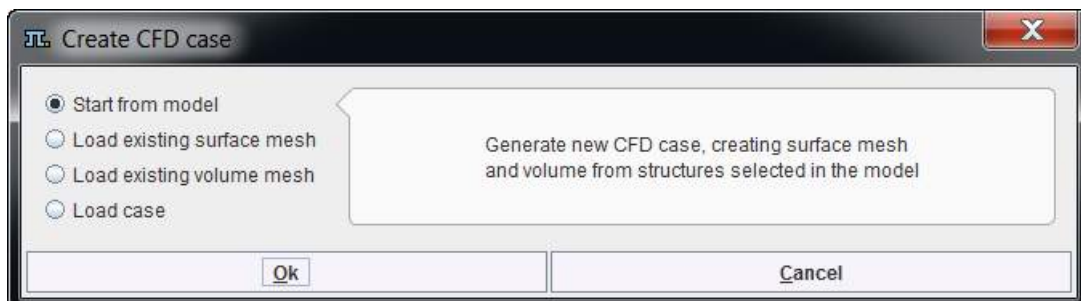 Create CFD case
Start from model
Load existing surface mesh
Load existing volume mesh
Load case
Generate new CFD case, creating surface mesh
and volume from structures selected in the model
Ok
Cancel